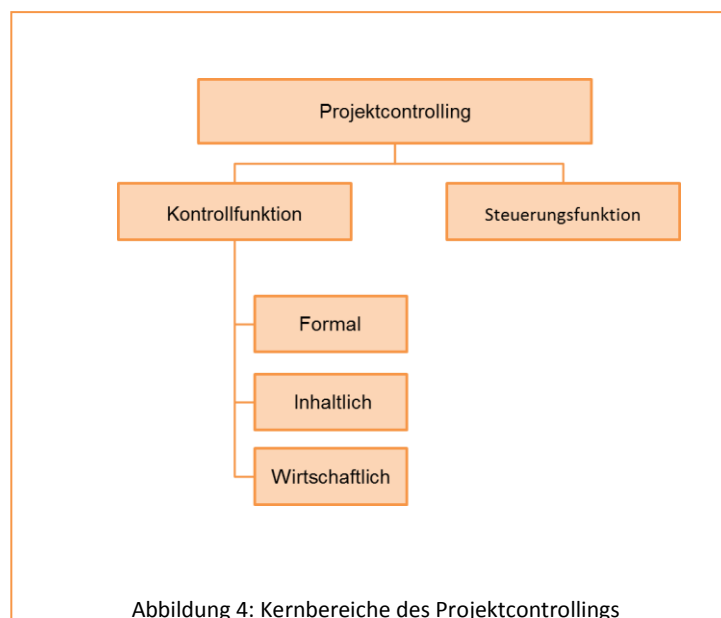 Projektcontrolling
Kontrollfunktion
Steuerungsfunktion
Formal
Inhaltlich
Wirtschaftlich
Abbildung 4: Kernbereiche des Projektcontrollings